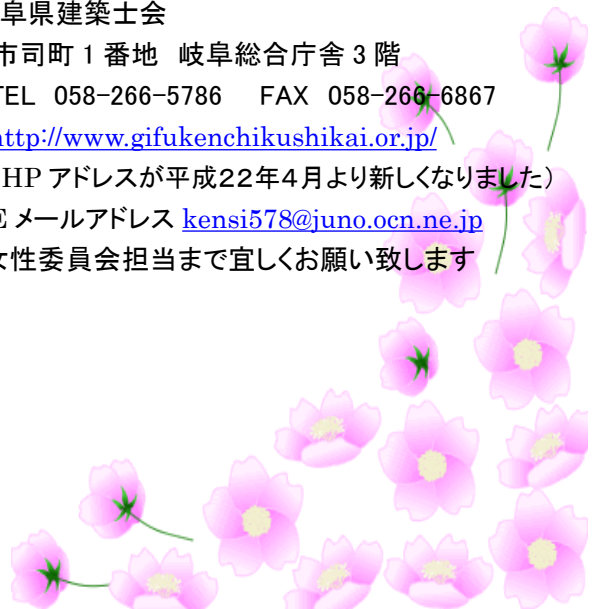 阜県建築士会
市司町1番地 岐阜総合庁舎3階
TEL 058-266-5786 FAX 058-266-6867
http://www.gifukenchikushikai.or.jp/
HP アドレスが平成22年4月より新しくなりました）
E メールアドレス kensi578@juno.ocn.ne.jp
女性委員会担当まで宜しくお願い致します